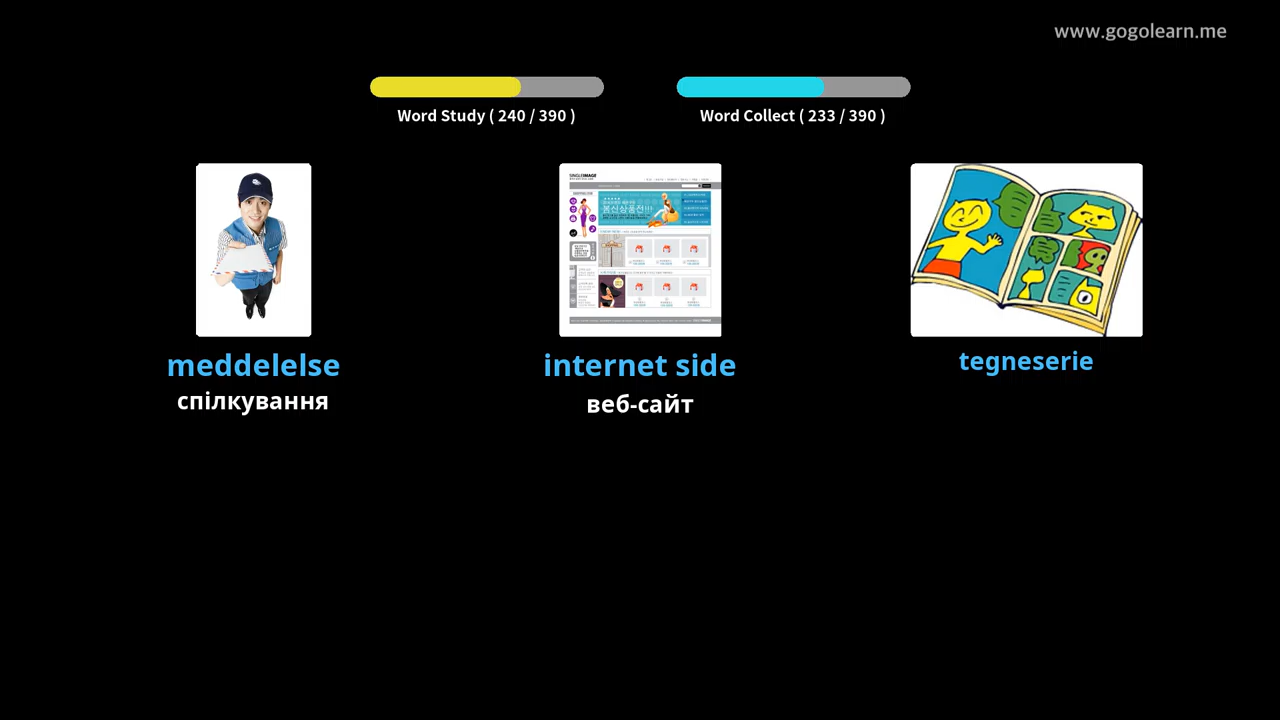 www.gogolearn.me
Word Study ( 240 / 390 )
Word Collect ( 233 / 390 )
meddelelse
спілкування
internet side
веб-сайт
tegneserie